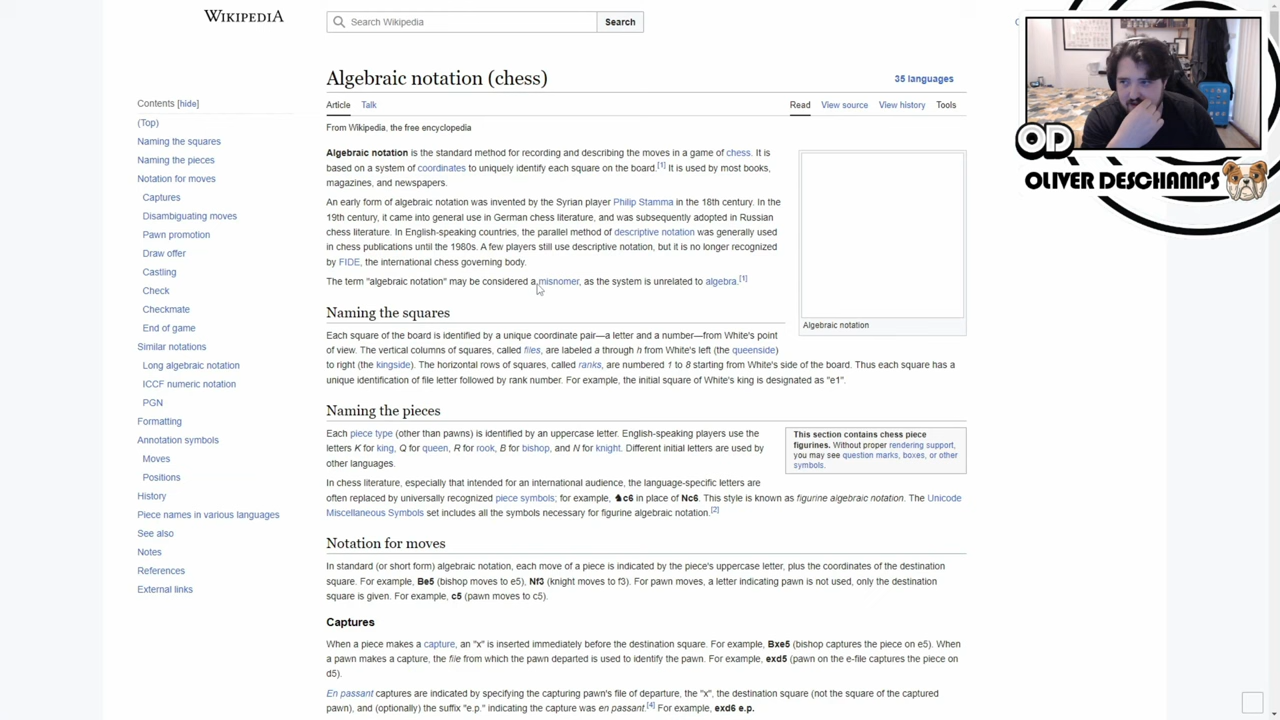 WIKIPEDIA
Search Wikipedia
Search
Algebraic notation (chess)
35 languages
Article
Talk
Read
View source
View history
Tools
From Wikipedia, the free encyclopedia
Contents [hide]
(Top)
Naming the squares
Naming the pieces
Notation for moves
Captures
Disambiguating moves
Pawn promotion
Draw offer
Castling
Check
Checkmate
End of game
Similar notations
Long algebraic notation
ICCF numeric notation
PGN
Formatting
Annotation symbols
Moves
Positions
History
Piece names in various languages
See also
Notes
References
External links
Algebraic notation is the standard method for recording and describing the moves in a game of chess. It is
based on a system of coordinates to uniquely identify each square on the board.[1] It is used by most books,
magazines, and newspapers.
An early form of algebraic notation was invented by the Syrian player Philip Stamma in the 18th century. In the
19th century, it came into general use in German chess literature, and was subsequently adopted in Russian
chess literature. In English-speaking countries, the parallel method of descriptive notation was generally used
in chess publications until the 1980s. A few players still use descriptive notation, but it is no longer recognized
by FIDE, the international chess governing body.
The term "algebraic notation" may be considered a misnomer, as the system is unrelated to algebra.[1]
Algebraic notation
Naming the squares
Each square of the board is identified by a unique coordinate pair—a letter and a number—from White's point
of view. The vertical columns of squares, called files, are labeled a through h from White's left (the queenside)
to right (the kingside). The horizontal rows of squares, called ranks, are numbered 1 to 8 starting from White's side of the board. Thus each square has a
unique identification of file letter followed by rank number. For example, the initial square of White's king is designated as "e1".
Naming the pieces
Each piece type (other than pawns) is identified by an uppercase letter. English-speaking players use the
letters K for king, Q for queen, R for rook, B for bishop, and N for knight. Different initial letters are used by
other languages.
This section contains chess piece
figurines. Without proper rendering support,
you may see question marks, boxes, or other
symbols.
In chess literature, especially that intended for an international audience, the language-specific letters are
often replaced by universally recognized piece symbols; for example, ♞c6 in place of Nc6. This style is known as figurine algebraic notation. The Unicode
Miscellaneous Symbols set includes all the symbols necessary for figurine algebraic notation.[2]
Notation for moves
In standard (or short form) algebraic notation, each move of a piece is indicated by the piece's uppercase letter, plus the coordinates of the destination
square. For example, Be5 (bishop moves to e5), Nf3 (knight moves to f3). For pawn moves, a letter indicating pawn is not used, only the destination
square is given. For example, c5 (pawn moves to c5).
Captures
When a piece makes a capture, an "x" is inserted immediately before the destination square. For example, Bxe5 (bishop captures the piece on e5). When
a pawn makes a capture, the file from which the pawn departed is used to identify the pawn. For example, exd5 (pawn on the e-file captures the piece on
d5).
En passant captures are indicated by specifying the capturing pawn's file of departure, the "x", the destination square (not the square of the captured
pawn), and (optionally) the suffix "e.p." indicating the capture was en passant.[4] For example, exd6 e.p.
OD
OLIVER DESCHAMPS